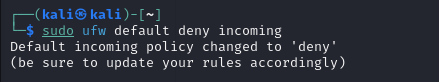 ┌──(kali㉿kali)-[~]
└─$ sudo ufw default deny incoming
Default incoming policy changed to 'deny'
(be sure to update your rules accordingly)